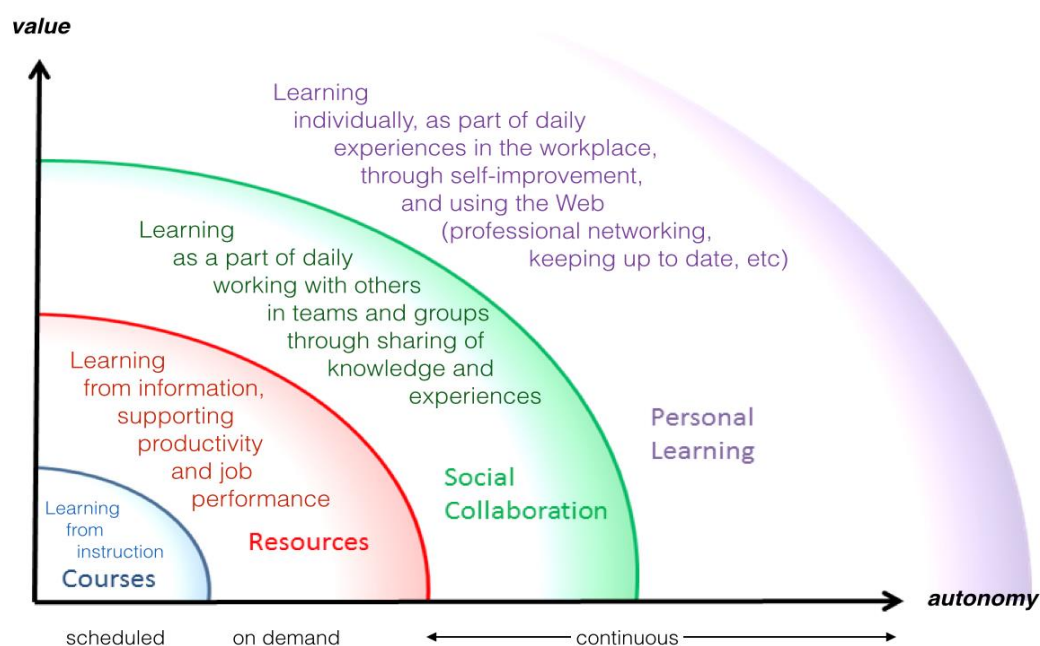 value
Learning
individually, as part of daily
experiences in the workplace,
through self-improvement,
and using the Web
(professional networking,
keeping up to date, etc)
Learning
as a part of daily
working with others
in teams and groups
through sharing of
knowledge and
experiences
Learning
from information,
supporting
productivity
and job
performance
Personal
Learning
Social
Collaboration
Learning
from
instruction
Courses
Resources
autonomy
scheduled
on demand
continuous